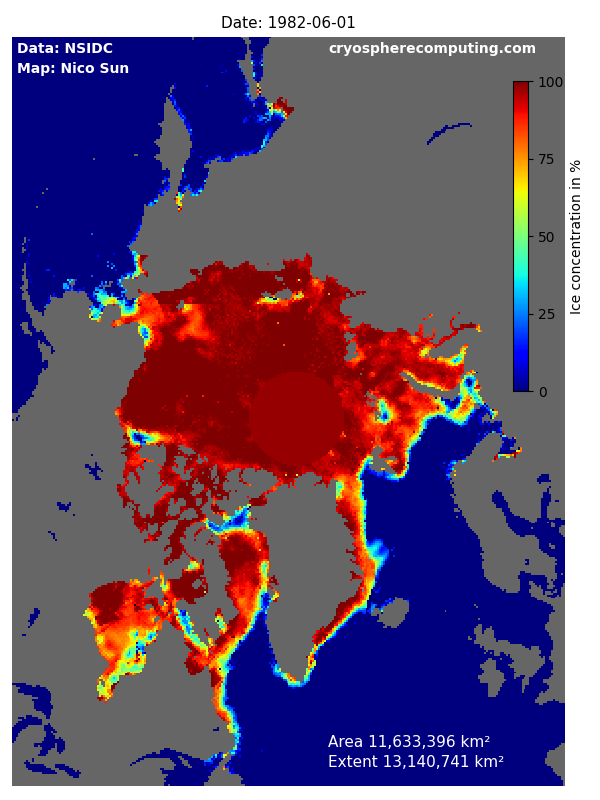 Date: 1982-06-01
Data: NSIDC
Map: Nico Sun
cryospherecomputing.com
100
75
50
25
0
Ice concentration in %
Area 11,633,396 km²
Extent 13,140,741 km²